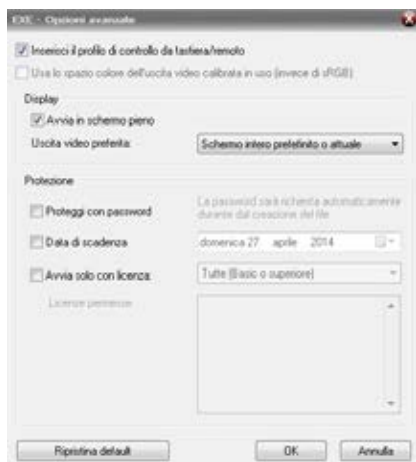 EXE - Opzioni avanzate
Inserisci il profilo di controllo da tastiera/remoto
Usa lo spazio colore dell'uscita video calibrata in uso (invece di sRGB)
Display
Avvia in schermo pieno
Uscita video preferita:
Schermo intero predefinito o attuale
Protezione
Proteggi con password
La password sarà richiesta automaticamente
durante dal creazione del file
Data di scadenza
domenica 27 aprile 2014
Avvia solo con licenza:
Tutte (Basic o superiore)
Licenze permesse
Ripristina default
OK
Annulla